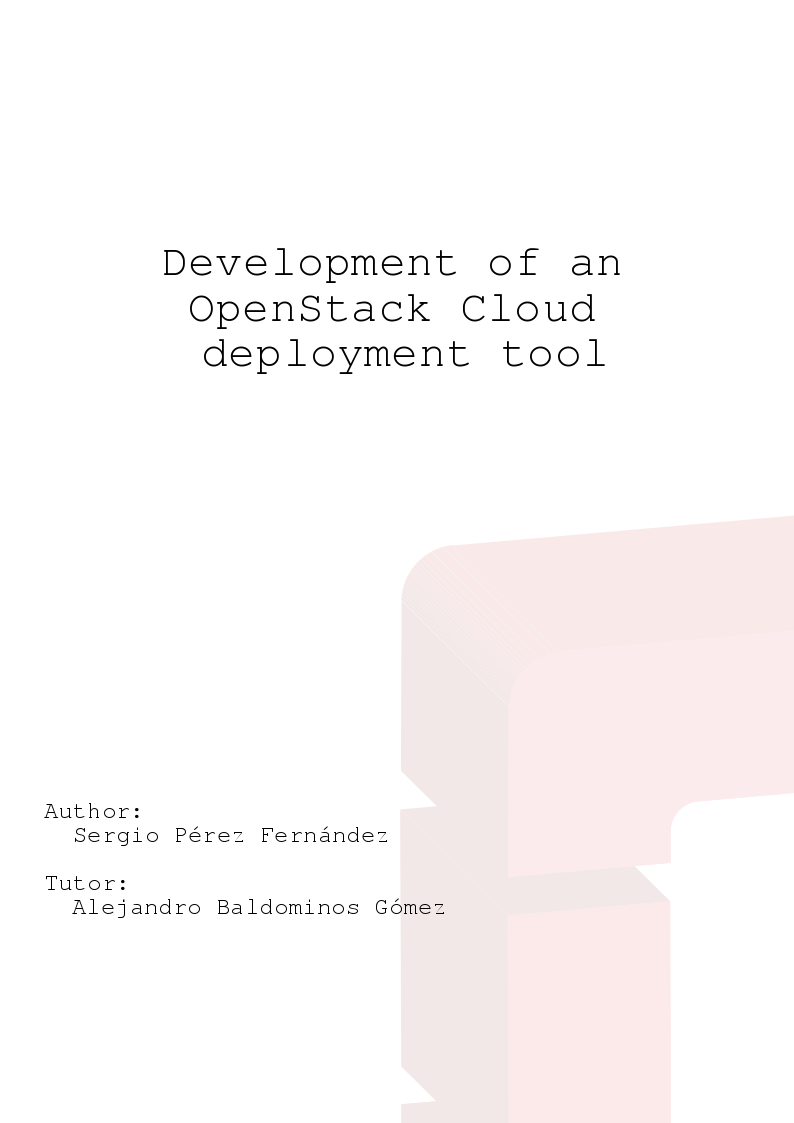 Development of an
OpenStack Cloud
deployment tool
Author:
Sergio Pérez Fernández
Tutor:
Alejandro Baldominos Gómez